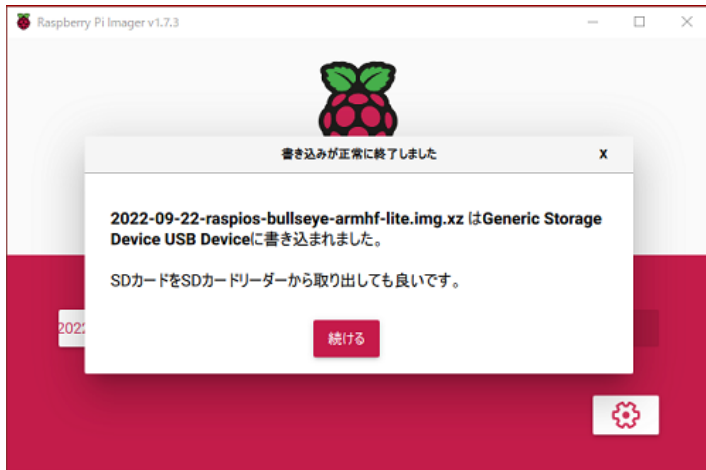 Raspberry Pi Imager v1.7.3
書き込みが正常に終了しました
X
2022-09-22-raspios-bullseye-armhf-lite.img.xz はGeneric Storage
Device USB Deviceに書き込まれました。
SDカードをSDカードリーダーから取り出しても良いです。
2022
続ける